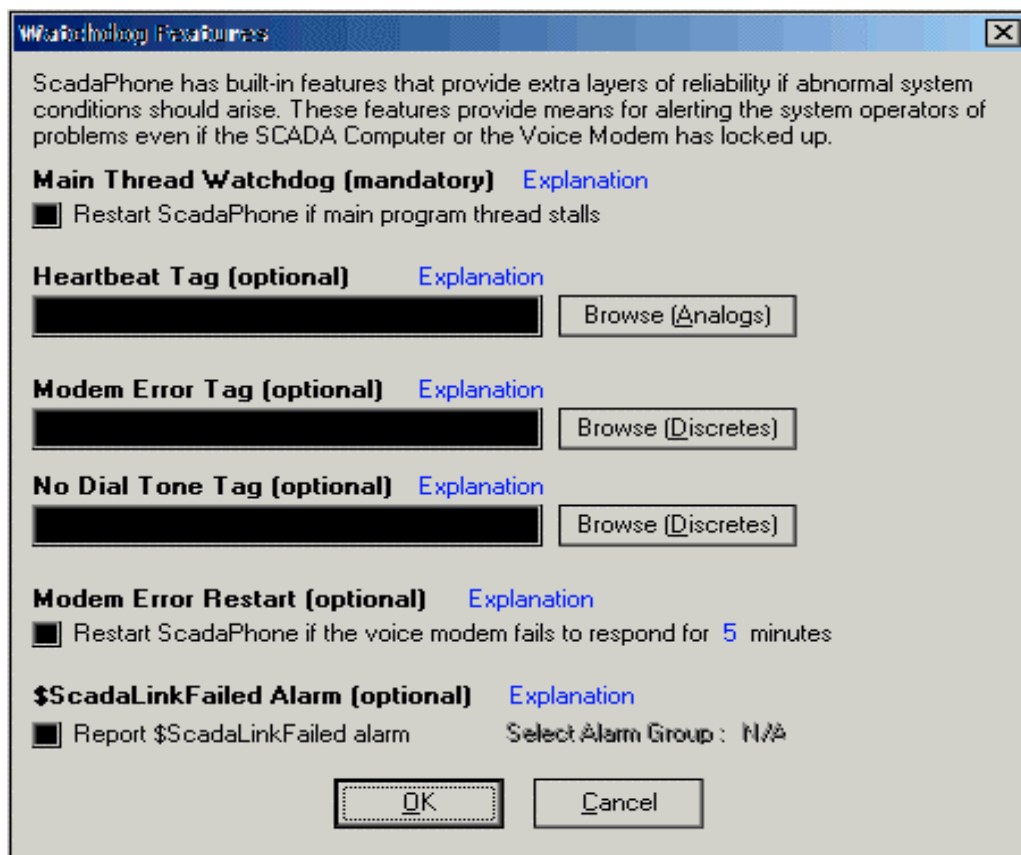 Watchdog Features
ScadaPhone has built-in features that provide extra layers of reliability if abnormal system
conditions should arise. These features provide means for alerting the system operators of
problems even if the SCADA Computer or the Voice Modem has locked up.
Main Thread Watchdog (mandatory) Explanation
Restart ScadaPhone if main program thread stalls
Heartbeat Tag (optional) Explanation
Browse (Analogs)
Modem Error Tag (optional) Explanation
Browse (Discretes)
No Dial Tone Tag (optional) Explanation
Browse (Discretes)
Modem Error Restart (optional) Explanation
Restart ScadaPhone if the voice modem fails to respond for 5 minutes
$ScadaLinkFailed Alarm (optional) Explanation
Report $ScadaLinkFailed alarm Select Alarm Group : N/A
OK Cancel